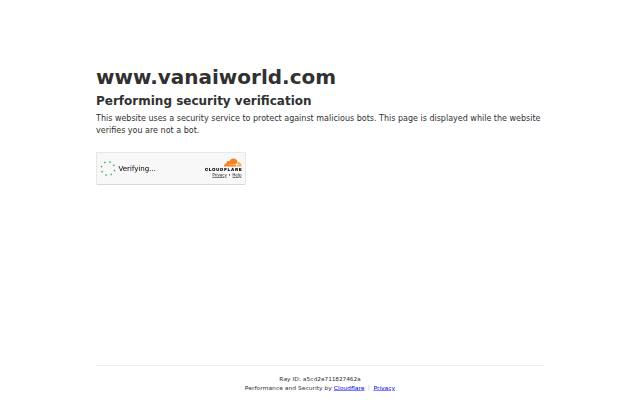 www.vanaiworld.com
Performing security verification
This website uses a security service to protect against malicious bots. This page is displayed while the website
verifies you are not a bot.
Verifying...
CLOUDFLARE
Privacy • Help
Ray ID: a5cd2a711827462a
Performance and Security by Cloudflare | Privacy